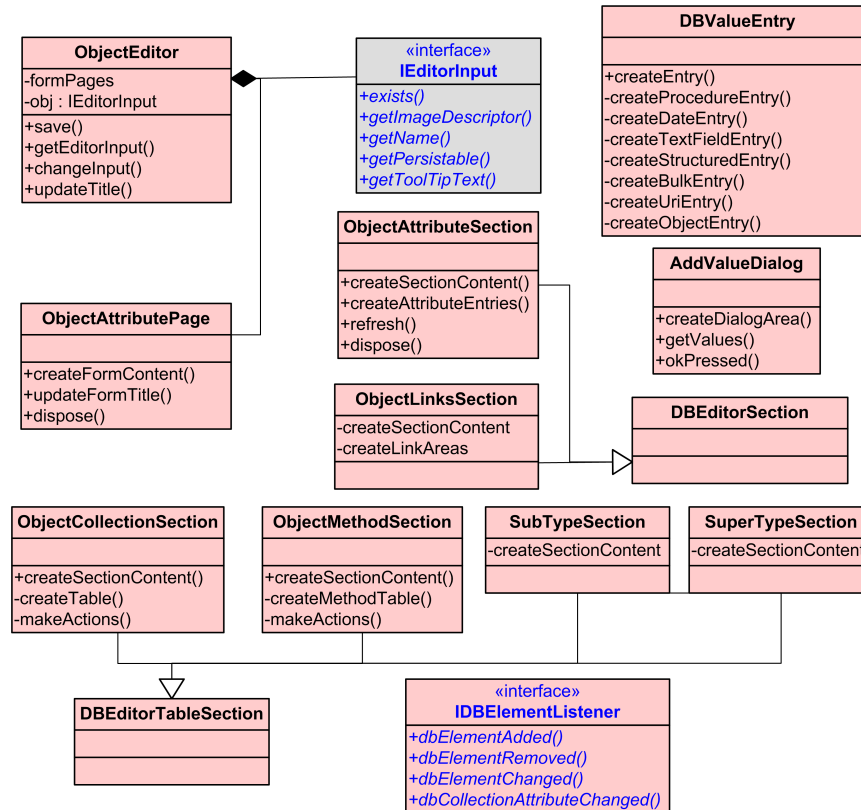 ObjectEditor
-formPages
-obj : IEditorInput
+save()
+getEditorInput()
+changeInput()
+updateTitle()
«interface»
IEditorInput
+exists()
+getImageDescriptor()
+getName()
+getPersistable()
+getToolTipText()
DBValueEntry
+createEntry()
-createProcedureEntry()
-createDateEntry()
-createTextFieldEntry()
-createStructuredEntry()
-createBulkEntry()
-createUriEntry()
-createObjectEntry()
ObjectAttributeSection
+createSectionContent()
+createAttributeEntries()
+refresh()
+dispose()
AddValueDialog
+createDialogArea()
+getValues()
+okPressed()
ObjectAttributePage
+createFormContent()
+updateFormTitle()
+dispose()
ObjectLinksSection
-createSectionContent
-createLinkAreas
DBEditorSection
ObjectCollectionSection
+createSectionContent()
-createTable()
-makeActions()
ObjectMethodSection
+createSectionContent()
-createMethodTable()
-makeActions()
SubTypeSection
-createSectionContent
SuperTypeSection
-createSectionContent
DBEditorTableSection
«interface»
IDBElementListener
+dbElementAdded()
+dbElementRemoved()
+dbElementChanged()
+dbCollectionAttributeChanged()